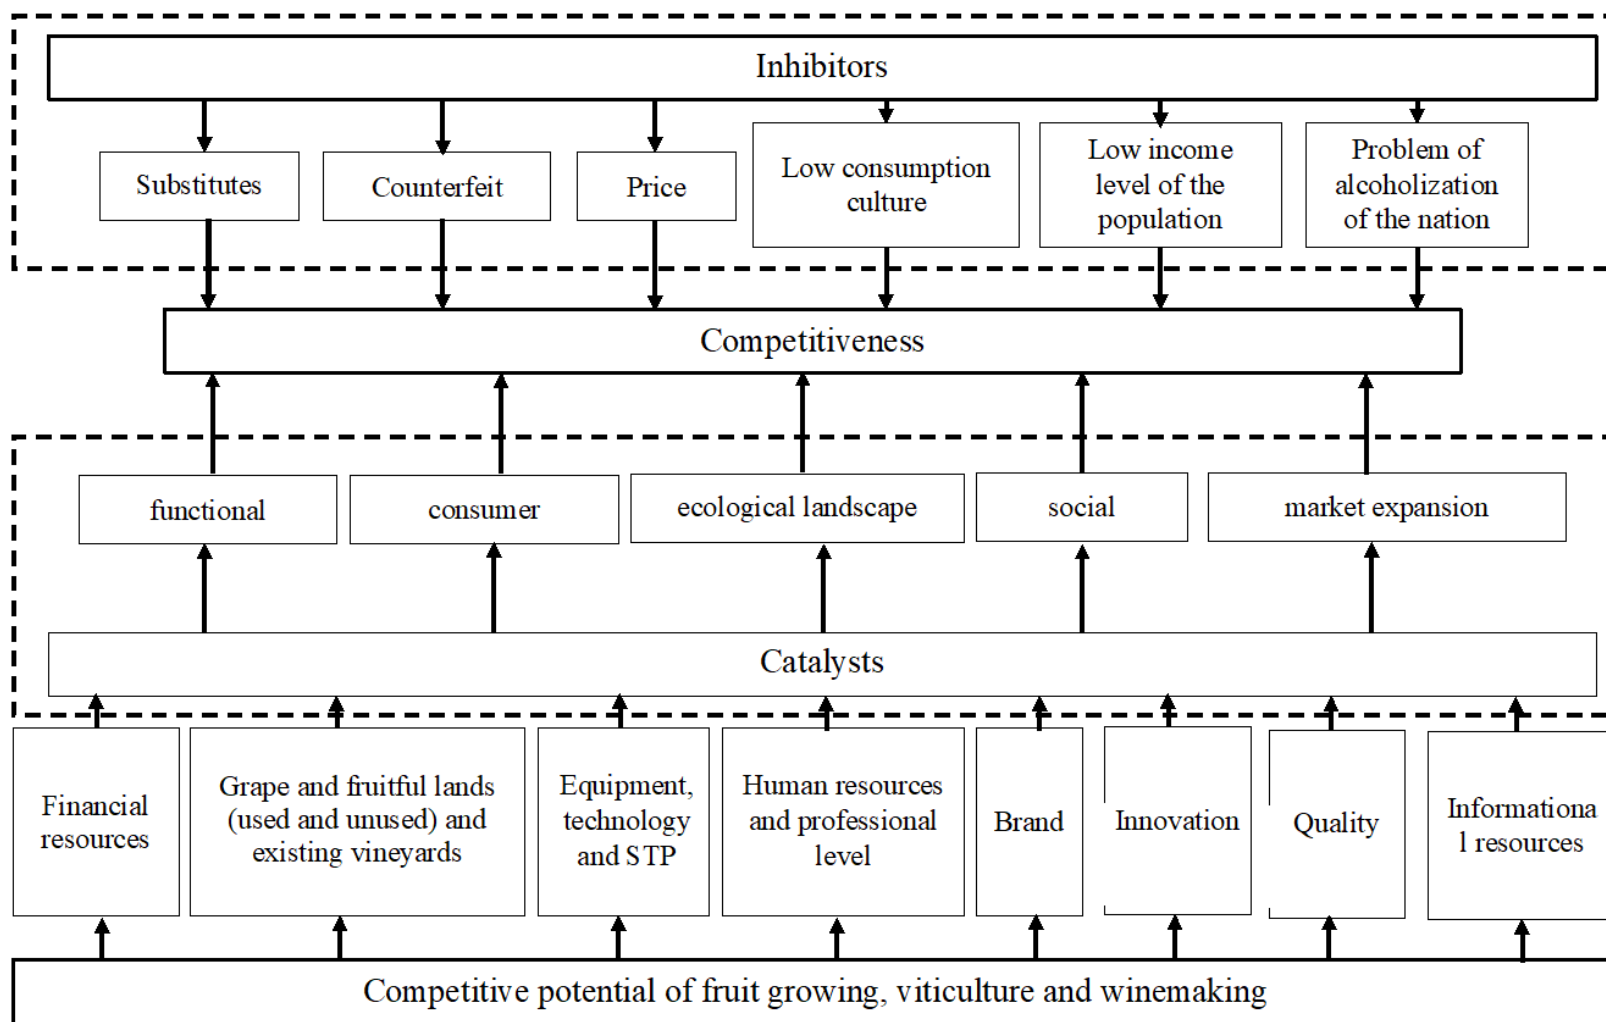 Inhibitors
Substitutes
Counterfeit
Price
Low consumption
culture
Low income
level of the
population
Problem of
alcoholization
of the nation
Competitiveness
functional
consumer
ecological landscape
social
market expansion
Catalysts
Financial
resources
Grape and fruitful lands
(used and unused) and
existing vineyards
Equipment,
technology
and STP
Human resources
and professional
level
Brand
Innovation
Quality
Informationa
l resources
Competitive potential of fruit growing, viticulture and winemaking